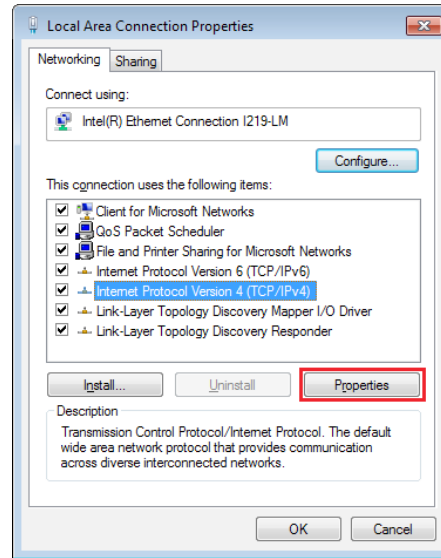 Local Area Connection Properties
Networking
Sharing
Connect using:
Intel(R) Ethernet Connection I219-LM
Configure...
This connection uses the following items:
Client for Microsoft Networks
QoS Packet Scheduler
File and Printer Sharing for Microsoft Networks
Internet Protocol Version 6 (TCP/IPv6)
Internet Protocol Version 4 (TCP/IPv4)
Link-Layer Topology Discovery Mapper I/O Driver
Link-Layer Topology Discovery Responder
Install...
Uninstall
Properties
Description
Transmission Control Protocol/Internet Protocol. The default
wide area network protocol that provides communication
across diverse interconnected networks.
OK
Cancel